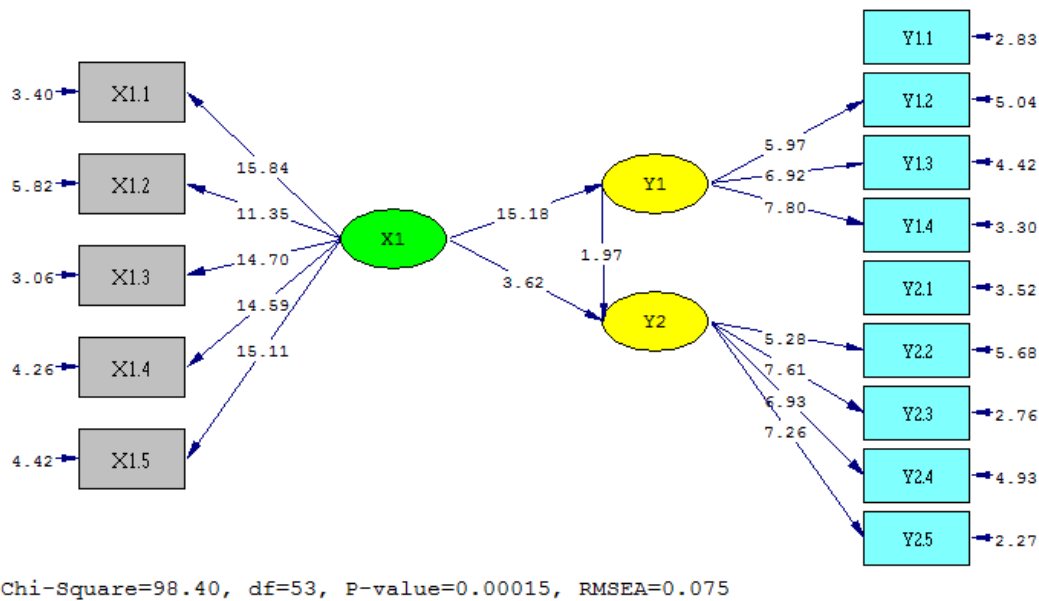 Y1.1
2.83
3.40
X1.1
Y1.2
5.04
5.97
15.84
Y1.3
4.42
5.82
X1.2
6.92
Y1
11.35
7.80
15.18
Y1.4
3.30
X1
1.97
14.70
3.06
X1.3
3.62
Y2.1
3.52
14.59
Y2
5.28
Y2.2
5.68
15.11
7.61
4.26
X1.4
6.93
Y2.3
2.76
7.26
4.42
X1.5
Y2.4
4.93
Y2.5
2.27
Chi-Square=98.40, df=53, P-value=0.00015, RMSEA=0.075